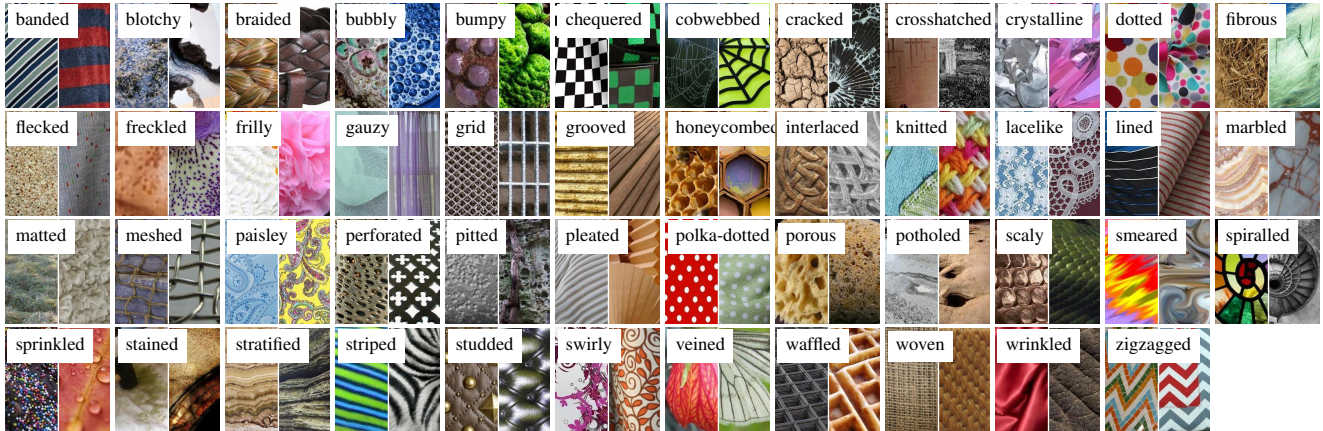 banded blotchy braided bubbly bumpy chequered cobwebbed cracked crosshatched crystalline dotted fibrous
flecked freckled frilly gauzy grid grooved honeycombed interlaced knitted lacelike lined marbled
matted meshed paisley perforated pitted pleated polka-dotted porous potholed scaly smeared spiralled
sprinkled stained stratified striped studded swirly veined waffled woven wrinkled zigzagged